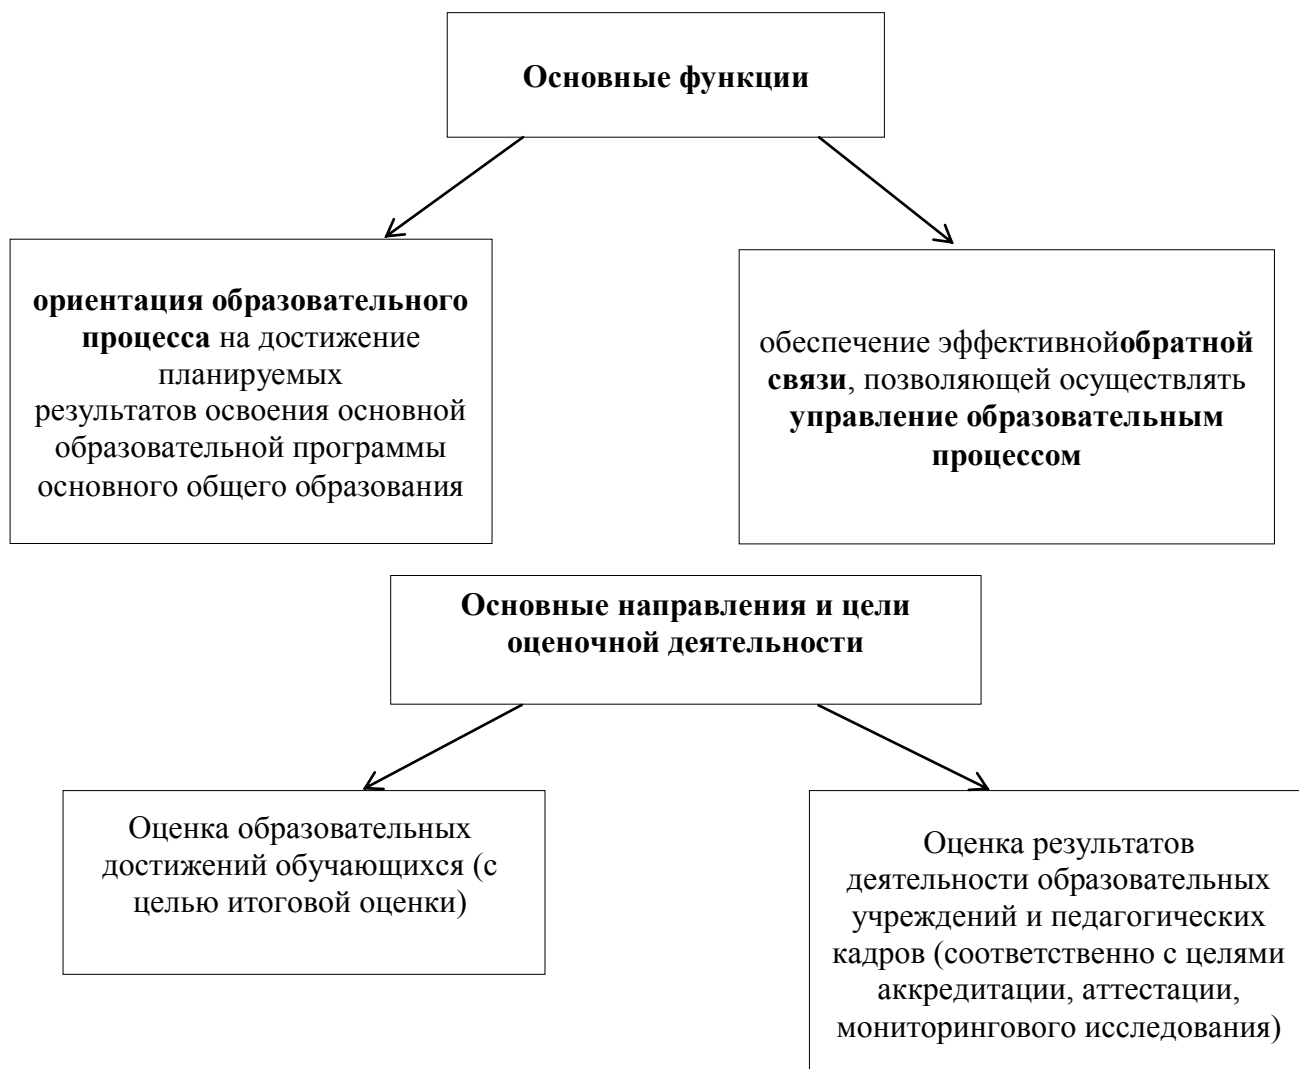 Основные функции
ориентация образовательного
процесса на достижение
планируемых
результатов освоения основной
образовательной программы
основного общего образования
обеспечение эффективнойобратной
связи, позволяющей осуществлять
управление образовательным
процессом
Основные направления и цели
оценочной деятельности
Оценка образовательных
достижений обучающихся (с
целью итоговой оценки)
Оценка результатов
деятельности образовательных
учреждений и педагогических
кадров (соответственно с целями
аккредитации, аттестации,
мониторингового исследования)